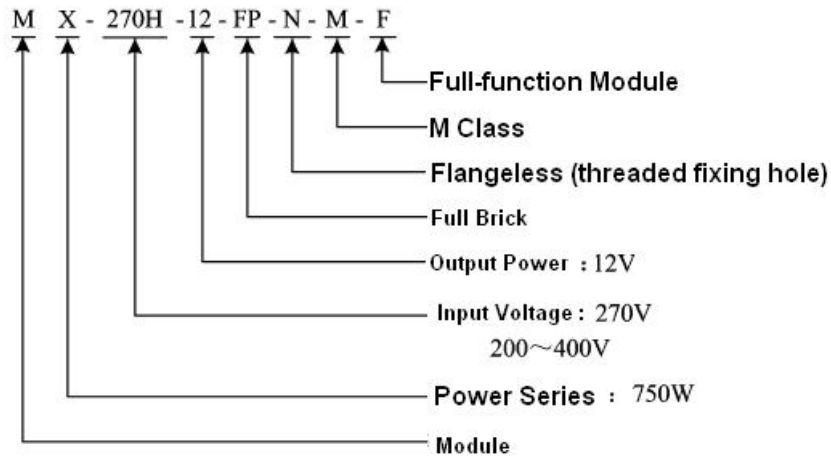 M X - 270H - 12 - FP - N - M - F
Full-function Module
M Class
Flangeless (threaded fixing hole)
Full Brick
Output Power ：12V
Input Voltage : 270V
200～400V
Power Series ： 750W
Module